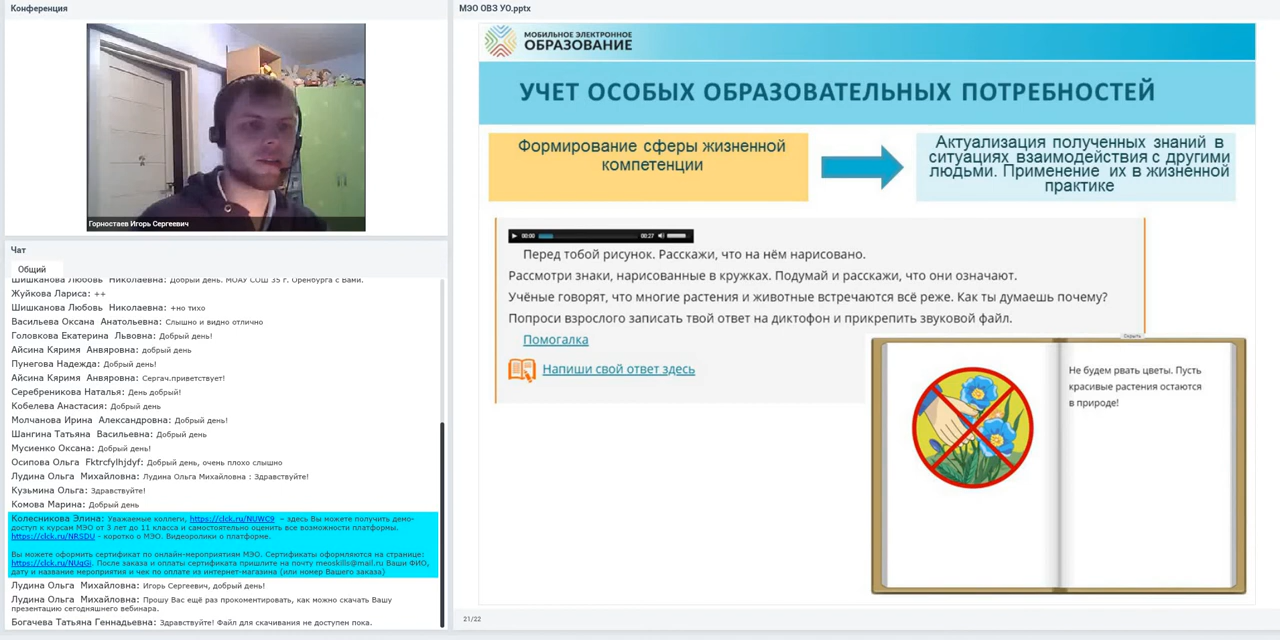 Конференция
Горностаев Игорь Сергеевич
Чат
Общий
Шишканова Любовь Николаевна: Добрый день. МОАУ СОШ 35 г. Оренбурга с Вами.
Жуйкова Лариса: ++
Шишканова Любовь Николаевна: +но тихо
Васильева Оксана Анатольевна: Слышно и видно отлично
Головкова Екатерина Львовна: Добрый день!
Айсина Кяримя Анвяровна: добрый день
Пунегова Надежда: Добрый день!
Айсина Кяримя Анвяровна: Сергач.приветствует!
Серебреникова Наталья: День добрый!
Кобелева Анастасия: Добрый день
Молчанова Ирина Александровна: Добрый день!
Шангина Татьяна Васильевна: Добрый день
Мусиенко Оксана: Добрый день!
Осипова Ольга Fktrcfylhjdyf: Добрый день, очень плохо слышно
Лудина Ольга Михайловна: Лудина Ольга Михайловна : Здравствуйте!
Кузьмина Ольга: Здравствуйте!
Комова Марина: Добрый день
Колесникова Элина: Уважаемые коллеги, https://clck.ru/NUWC9 – здесь Вы можете получить демо-
доступ к курсам МЭО от 3 лет до 11 класса и самостоятельно оценить все возможности платформы.
https://clck.ru/NRSDU - коротко о МЭО. Видеоролики о платформе.
Вы можете оформить сертификат по онлайн-мероприятиям МЭО. Сертификаты оформляются на странице:
https://clck.ru/NUqGi. После заказа и оплаты сертификата пришлите на почту meoskills@mail.ru Ваши ФИО,
дату и название мероприятия и чек по оплате из интернет-магазина (или номер Вашего заказа)
Лудина Ольга Михайловна: Игорь Сергеевич, добрый день!
Лудина Ольга Михайловна: Прошу Вас ещё раз прокоментировать, как можно скачать Вашу
презентацию сегодняшнего вебинара.
Богачева Татьяна Геннадьевна: Здравствуйте! Файл для скачивания не доступен пока.
МЭО ОВЗ УО.pptx
МОБИЛЬНОЕ ЭЛЕКТРОННОЕ
ОБРАЗОВАНИЕ
УЧЕТ ОСОБЫХ ОБРАЗОВАТЕЛЬНЫХ ПОТРЕБНОСТЕЙ
Формирование сферы жизненной
компетенции
Актуализация полученных знаний в
ситуациях взаимодействия с другими
людьми. Применение их в жизненной
практике
00:00
00:27
Перед тобой рисунок. Расскажи, что на нём нарисовано.
Рассмотри знаки, нарисованные в кружках. Подумай и расскажи, что они означают.
Учёные говорят, что многие растения и животные встречаются всё реже. Как ты думаешь почему?
Попроси взрослого записать твой ответ на диктофон и прикрепить звуковой файл.
Помогалка
Напиши свой ответ здесь
Скрыть
Не будем рвать цветы. Пусть
красивые растения остаются
в природе!
21/22